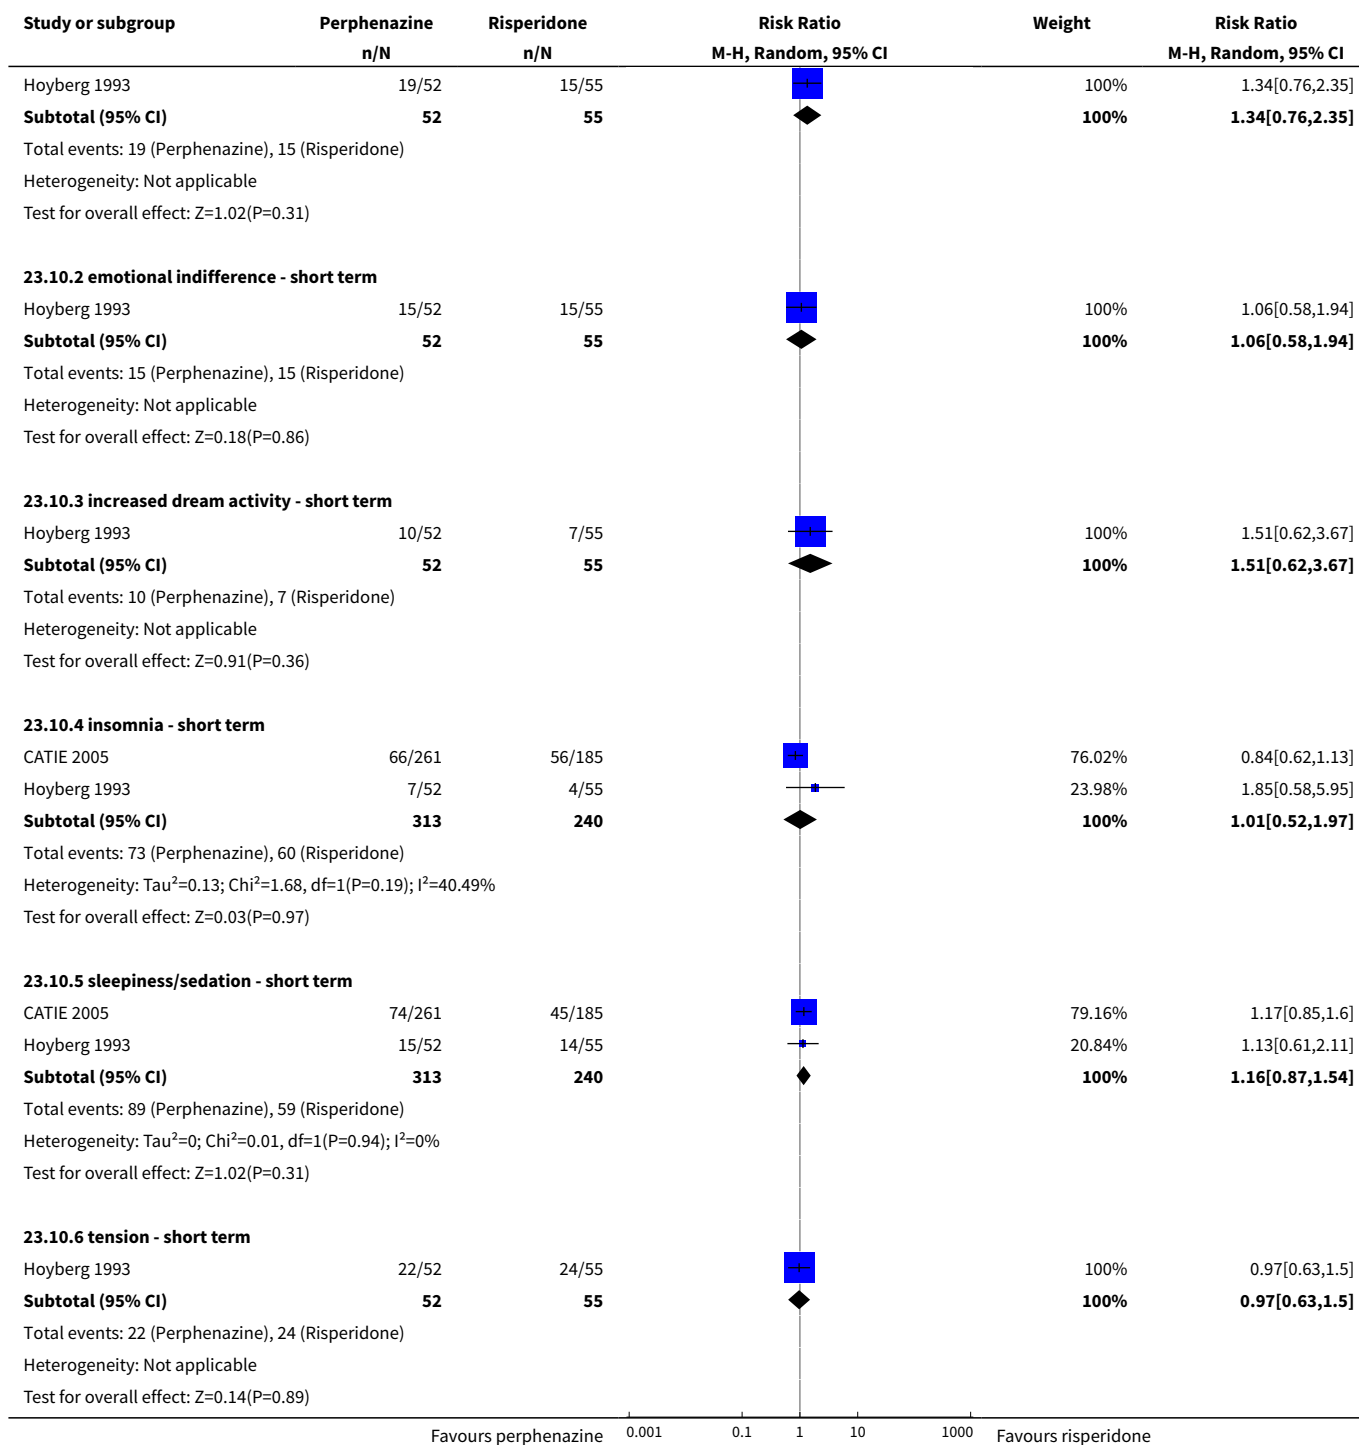 Study or subgroup Perphenazine Risperidone Risk Ratio Weight Risk Ratio
n/N n/N M-H, Random, 95% CI M-H, Random, 95% CI
Hoyberg 1993 19/52 15/55 100% 1.34[0.76,2.35]
Subtotal (95% CI) 52 55 100% 1.34[0.76,2.35]
Total events: 19 (Perphenazine), 15 (Risperidone)
Heterogeneity: Not applicable
Test for overall effect: Z=1.02(P=0.31)
23.10.2 emotional indifference - short term
Hoyberg 1993 15/52 15/55 100% 1.06[0.58,1.94]
Subtotal (95% CI) 52 55 100% 1.06[0.58,1.94]
Total events: 15 (Perphenazine), 15 (Risperidone)
Heterogeneity: Not applicable
Test for overall effect: Z=0.18(P=0.86)
23.10.3 increased dream activity - short term
Hoyberg 1993 10/52 7/55 100% 1.51[0.62,3.67]
Subtotal (95% CI) 52 55 100% 1.51[0.62,3.67]
Total events: 10 (Perphenazine), 7 (Risperidone)
Heterogeneity: Not applicable
Test for overall effect: Z=0.91(P=0.36)
23.10.4 insomnia - short term
CATIE 2005 66/261 56/185 76.02% 0.84[0.62,1.13]
Hoyberg 1993 7/52 4/55 23.98% 1.85[0.58,5.95]
Subtotal (95% CI) 313 240 100% 1.01[0.52,1.97]
Total events: 73 (Perphenazine), 60 (Risperidone)
Heterogeneity: Tau²=0.13; Chi²=1.68, df=1(P=0.19); I²=40.49%
Test for overall effect: Z=0.03(P=0.97)
23.10.5 sleepiness/sedation - short term
CATIE 2005 74/261 45/185 79.16% 1.17[0.85,1.6]
Hoyberg 1993 15/52 14/55 20.84% 1.13[0.61,2.11]
Subtotal (95% CI) 313 240 100% 1.16[0.87,1.54]
Total events: 89 (Perphenazine), 59 (Risperidone)
Heterogeneity: Tau²=0; Chi²=0.01, df=1(P=0.94); I²=0%
Test for overall effect: Z=1.02(P=0.31)
23.10.6 tension - short term
Hoyberg 1993 22/52 24/55 100% 0.97[0.63,1.5]
Subtotal (95% CI) 52 55 100% 0.97[0.63,1.5]
Total events: 22 (Perphenazine), 24 (Risperidone)
Heterogeneity: Not applicable
Test for overall effect: Z=0.14(P=0.89)
Favours perphenazine 0.001 0.1 1 10 1000 Favours risperidone